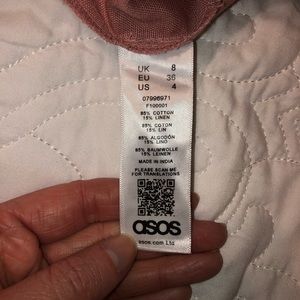 UK 8
EU 36
US 4
07996971
F100001
85% COTTON
15% LINEN
85% COTON
15% LIN
85% ALGODÓN
15% LINO
85% BAUMWOLLE
15% LEINEN
MADE IN INDIA
PLEASE SCAN ME
FOR TRANSLATIONS
asos
asos.com Ltd